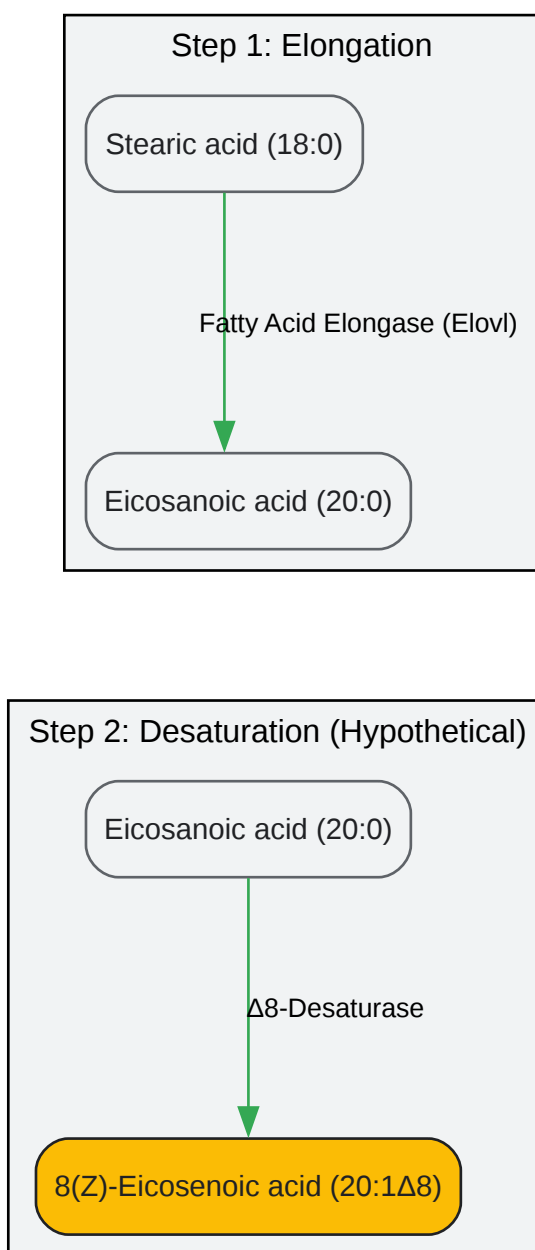 Step 1: Elongation
Stearic acid (18:0)
Fatty Acid Elongase (Elovl)
Eicosanoic acid (20:0)
Step 2: Desaturation (Hypothetical)
Eicosanoic acid (20:0)
Δ8-Desaturase
8(Z)-Eicosenoic acid (20:1Δ8)